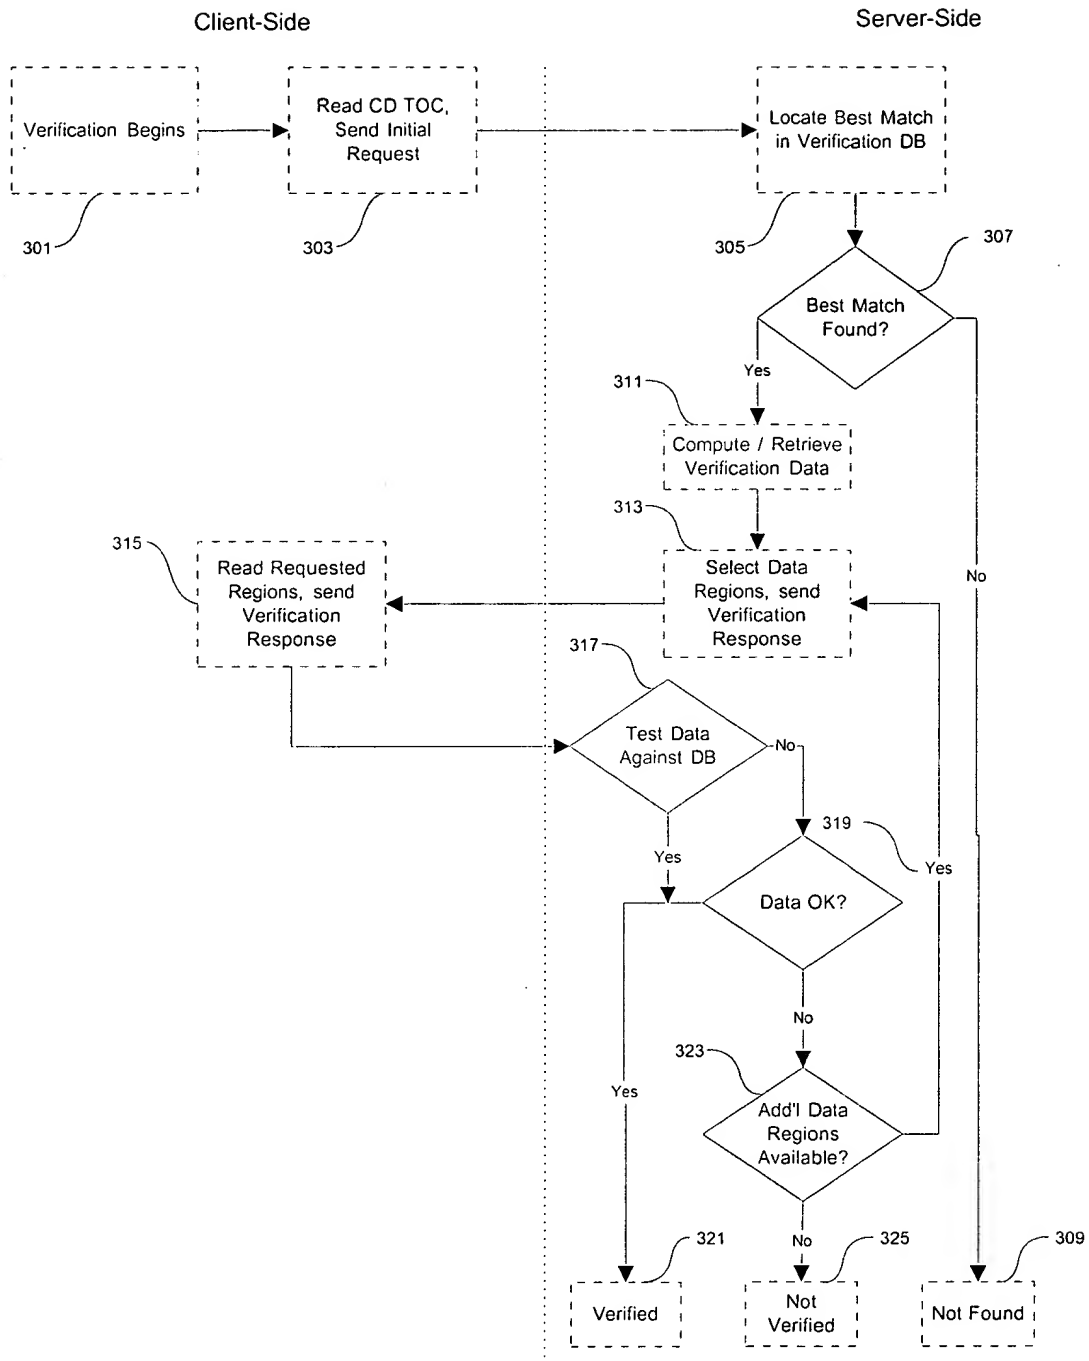 Client-Side
Server-Side
Verification Begins
Read CD TOC,
Send Initial
Request
Locate Best Match
in Verification DB
301
303
305
307
Best Match
Found?
Yes
311
Compute / Retrieve
Verification Data
313
315
Read Requested
Regions, send
Verification
Response
Select Data
Regions, send
Verification
Response
No
317
Test Data
Against DB
No
319
Yes
Yes
Data OK?
No
323
Yes
Add'l Data
Regions
Available?
No
321
325
309
Verified
Not
Verified
Not Found